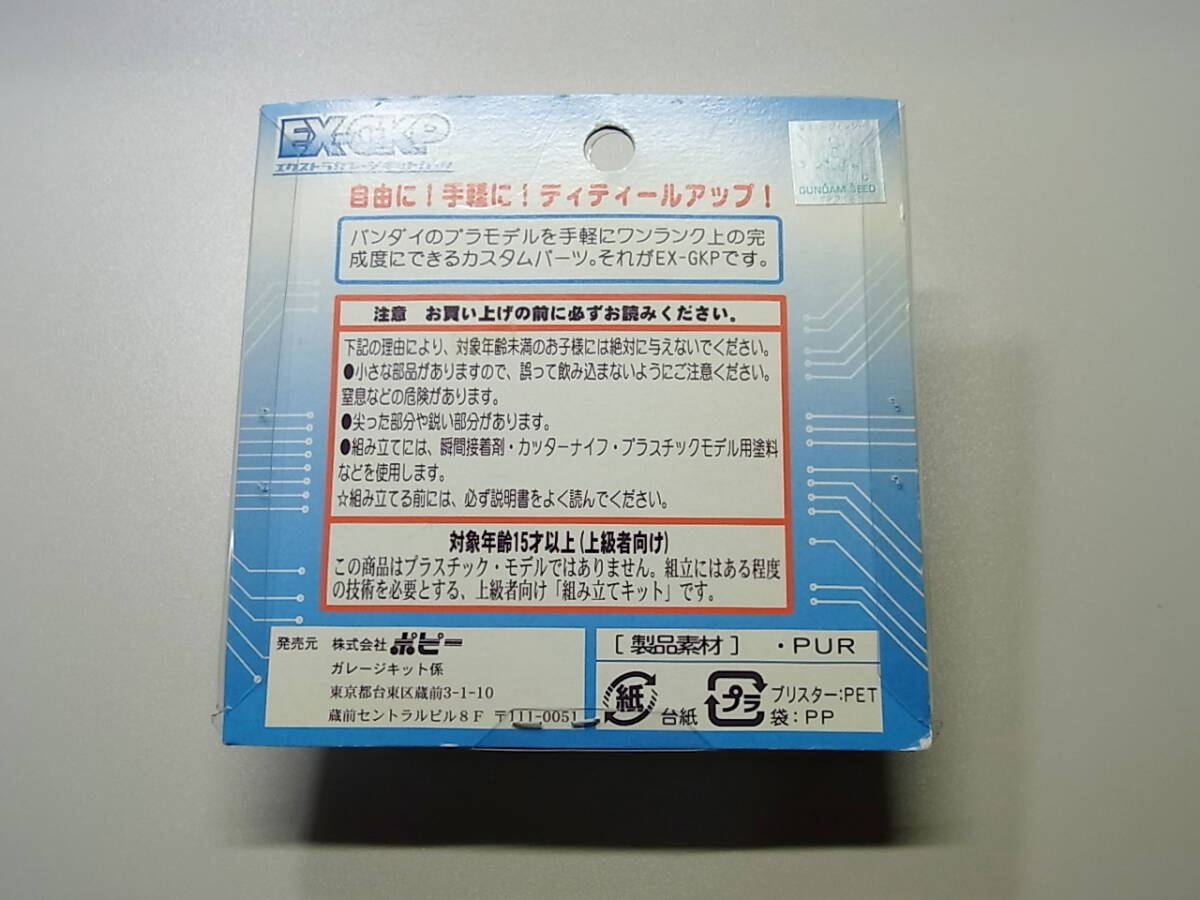 EX-GKP
エクストラガレージキットパーツ
GUNDAM SEED
自由に！手軽に！ディティールアップ！
バンダイのプラモデルを手軽にワンランク上の完
成度にできるカスタムパーツ。それがEX-GKPです。
注意 お買い上げの前に必ずお読みください。
下記の理由により、対象年齢未満のお子様には絶対に与えないでください。
●小さな部品がありますので、誤って飲み込まないようにご注意ください。
窒息などの危険があります。
●尖った部分や鋭い部分があります。
●組み立てには、瞬間接着剤・カッターナイフ・プラスチックモデル用塗料
などを使用します。
☆組み立てる前には、必ず説明書をよく読んでください。
対象年齢15才以上(上級者向け)
この商品はプラスチック・モデルではありません。組立にはある程度
の技術を必要とする、上級者向け「組み立てキット」です。
発売元 株式会社 ポピー
ガレージキット係
東京都台東区蔵前3-1-10
蔵前セントラルビル８Ｆ 〒111-0051
［製品素材］ ・PUR
紙 台紙
プラ ブリスター:PET
袋:PP